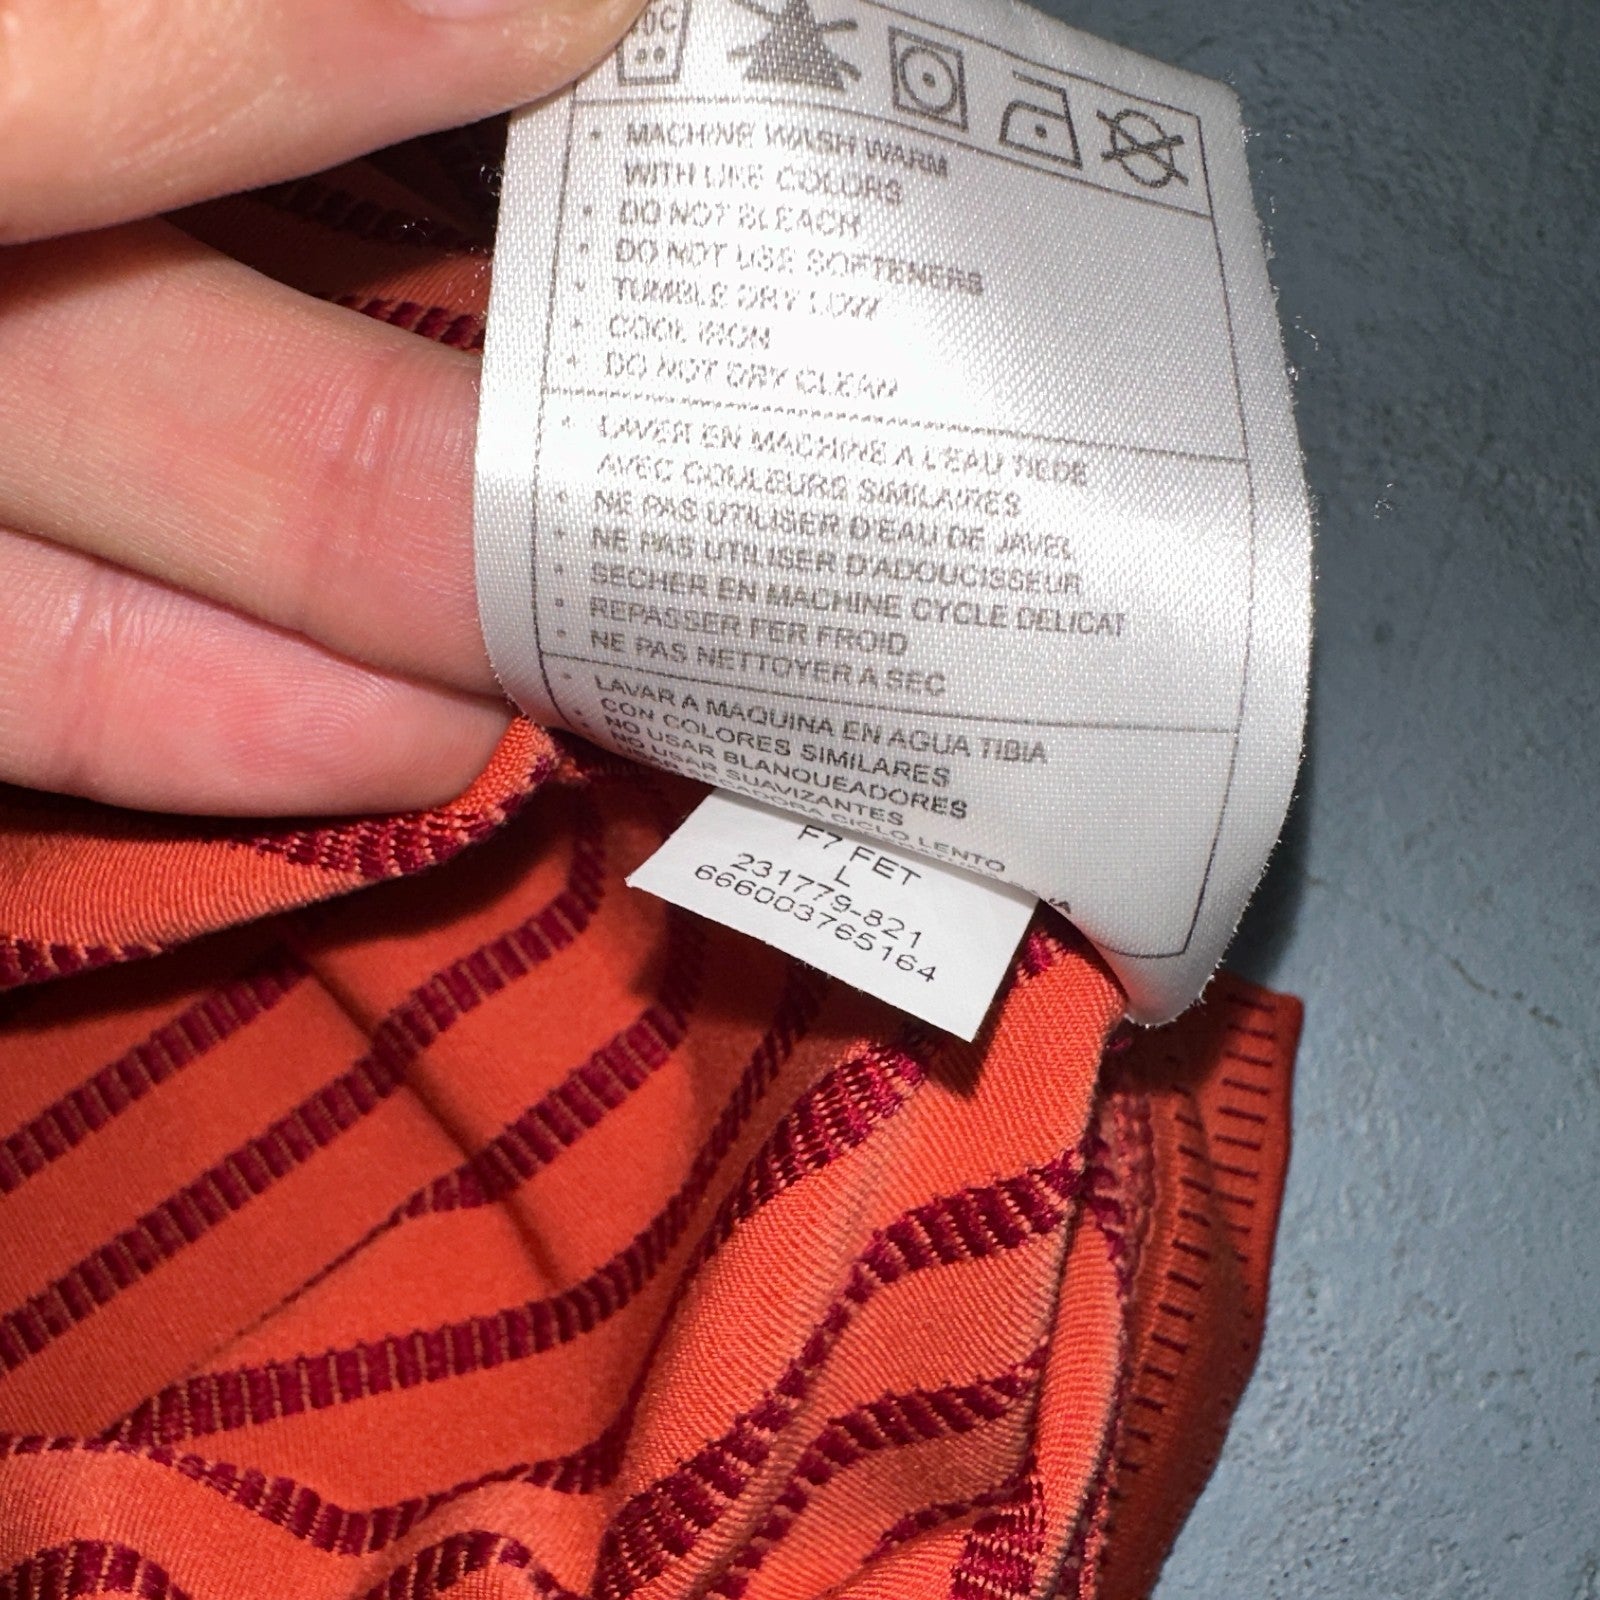 MACHINE WASH WARM
WITH LIKE COLORS
DO NOT BLEACH
DO NOT USE SOFTENERS
TUMBLE DRY LOW
COOL IRON
DO NOT DRY CLEAN
LAVER EN MACHINE A L'EAU TIEDE
AVEC COULEURS SIMILAIRES
NE PAS UTILISER D'EAU DE JAVEL
NE PAS UTILISER D'ADOUCISSEUR
SECHER EN MACHINE CYCLE DELICAT
REPASSER FER FROID
NE PAS NETTOYER A SEC
LAVAR A MAQUINA EN AGUA TIBIA
CON COLORES SIMILARES
NO USAR BLANQUEADORES
NO USAR SUAVIZANTES
SECADORA CICLO LENTO
F7 FET
L
231779-821
666003765164